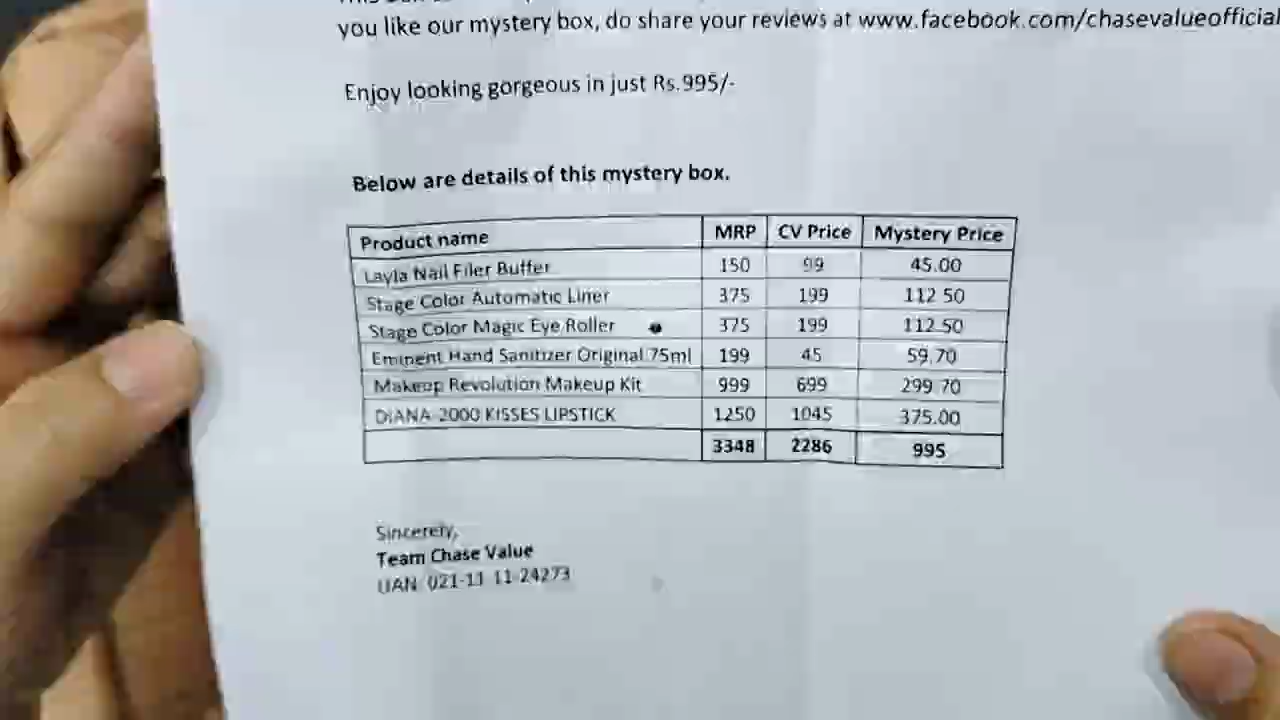 you like our mystery box, do share your reviews at www.facebook.com/chasevalueofficial
Enjoy looking gorgeous in just Rs.995/-
Below are details of this mystery box.
Product name MRP CV Price Mystery Price
Layla Nail Filer Buffer 150 99 45.00
Stage Color Automatic Liner 375 199 112.50
Stage Color Magic Eye Roller 375 199 112.50
Eminent Hand Sanitizer Original 75ml 199 45 59.70
Makeup Revolution Makeup Kit 999 699 299.70
DIANA 2000 KISSES LIPSTICK 1250 1045 375.00
3348 2286 995
Sincerely,
Team Chase Value
UAN 021-11 11-24273